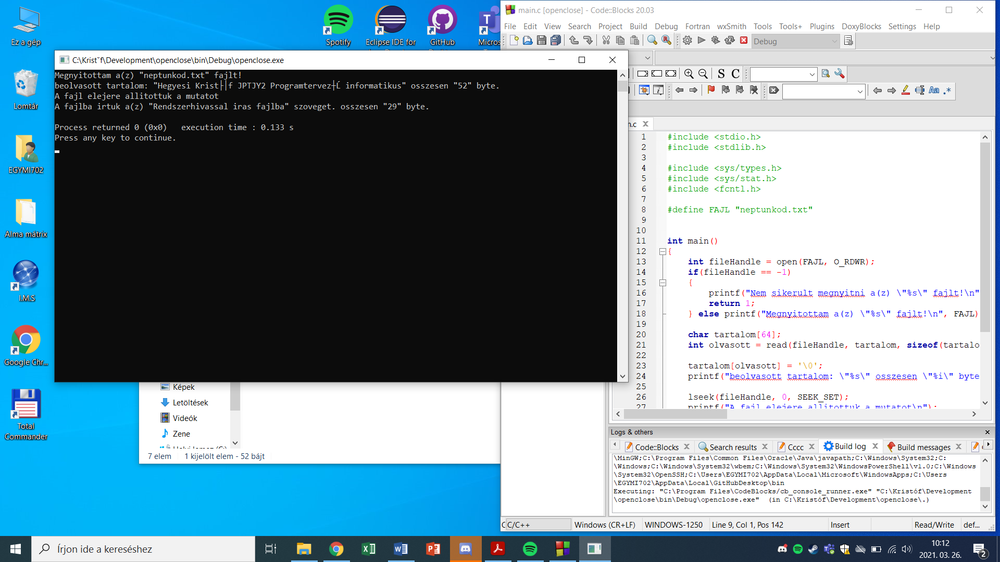 Ez a gép
Lomtár
EGYMI702
Alma mátrix
I.M.S
Google Chr...
Total
Commander
Spotify
Eclipse IDE for
GitHub
Micros
C:\Krist˘f\Development\openclose\bin\Debug\openclose.exe
Megnyitottam a(z) "neptunkod.txt" fajlt!
beolvasott tartalom: "Hegyesi Krist├│f JPTJY2 Programtervez┼Ĺ informatikus" osszesen "52" byte.
A fajl elejere allitottuk a mutatot
A fajlba irtuk a(z) "Rendszerhivassal iras fajlba" szoveget. osszesen "29" byte.
Process returned 0 (0x0)   execution time : 0.133 s
Press any key to continue.
Képek
Letöltések
Videók
Zene
7 elem
1 kijelölt elem - 52 bájt
main.c [openclose] - Code::Blocks 20.03
File Edit View Search Project Build Debug Fortran wxSmith Tools Tools+ Plugins DoxyBlocks Settings Help
Debug
S C
Aa .*
n.c
1 #include <stdio.h>
2 #include <stdlib.h>
3
4 #include <sys/types.h>
5 #include <sys/stat.h>
6 #include <fcntl.h>
7
8 #define FAJL "neptunkod.txt"
9
10
11 int main()
12 {
13 int fileHandle = open(FAJL, O_RDWR);
14 if(fileHandle == -1)
15 {
16 printf("Nem sikerult megnyitni a(z) \"%s\" fajlt!\n"
17 return 1;
18 } else printf("Megnyitottam a(z) \"%s\" fajlt!\n", FAJL)
19
20 char tartalom[64];
21 int olvasott = read(fileHandle, tartalom, sizeof(tartalo
22
23 tartalom[olvasott] = '\0';
24 printf("beolvasott tartalom: \"%s\" osszesen \"%i\" byte
25
26 lseek(fileHandle, 0, SEEK_SET);
27 printf("A fajl elejere allitottuk a mutatot\n");
Logs & others
Code::Blocks Search results Cccc Build log Build messages
\MinGW;C:\Program Files\Common Files\Oracle\Java\javapath;C:\Windows\System32;C:
\Windows;C:\Windows\System32\wbem;C:\Windows\System32\WindowsPowerShell\v1.0;C:\Windows
\System32\OpenSSH;C:\Users\EGYMI702\AppData\Local\Microsoft\WindowsApps;C:\Users
\EGYMI702\AppData\Local\GitHubDesktop\bin
Executing: "C:\Program Files\CodeBlocks/cb_console_runner.exe" "C:\Kristóf\Development
\openclose\bin\Debug\openclose.exe"  (in C:\Kristóf\Development\openclose\.)
C C/C++ Windows (CR+LF) WINDOWS-1250 Line 9, Col 1, Pos 142 Insert Read/Write def...
Írjon ide a kereséshez
10:12
2021. 03. 26.
2